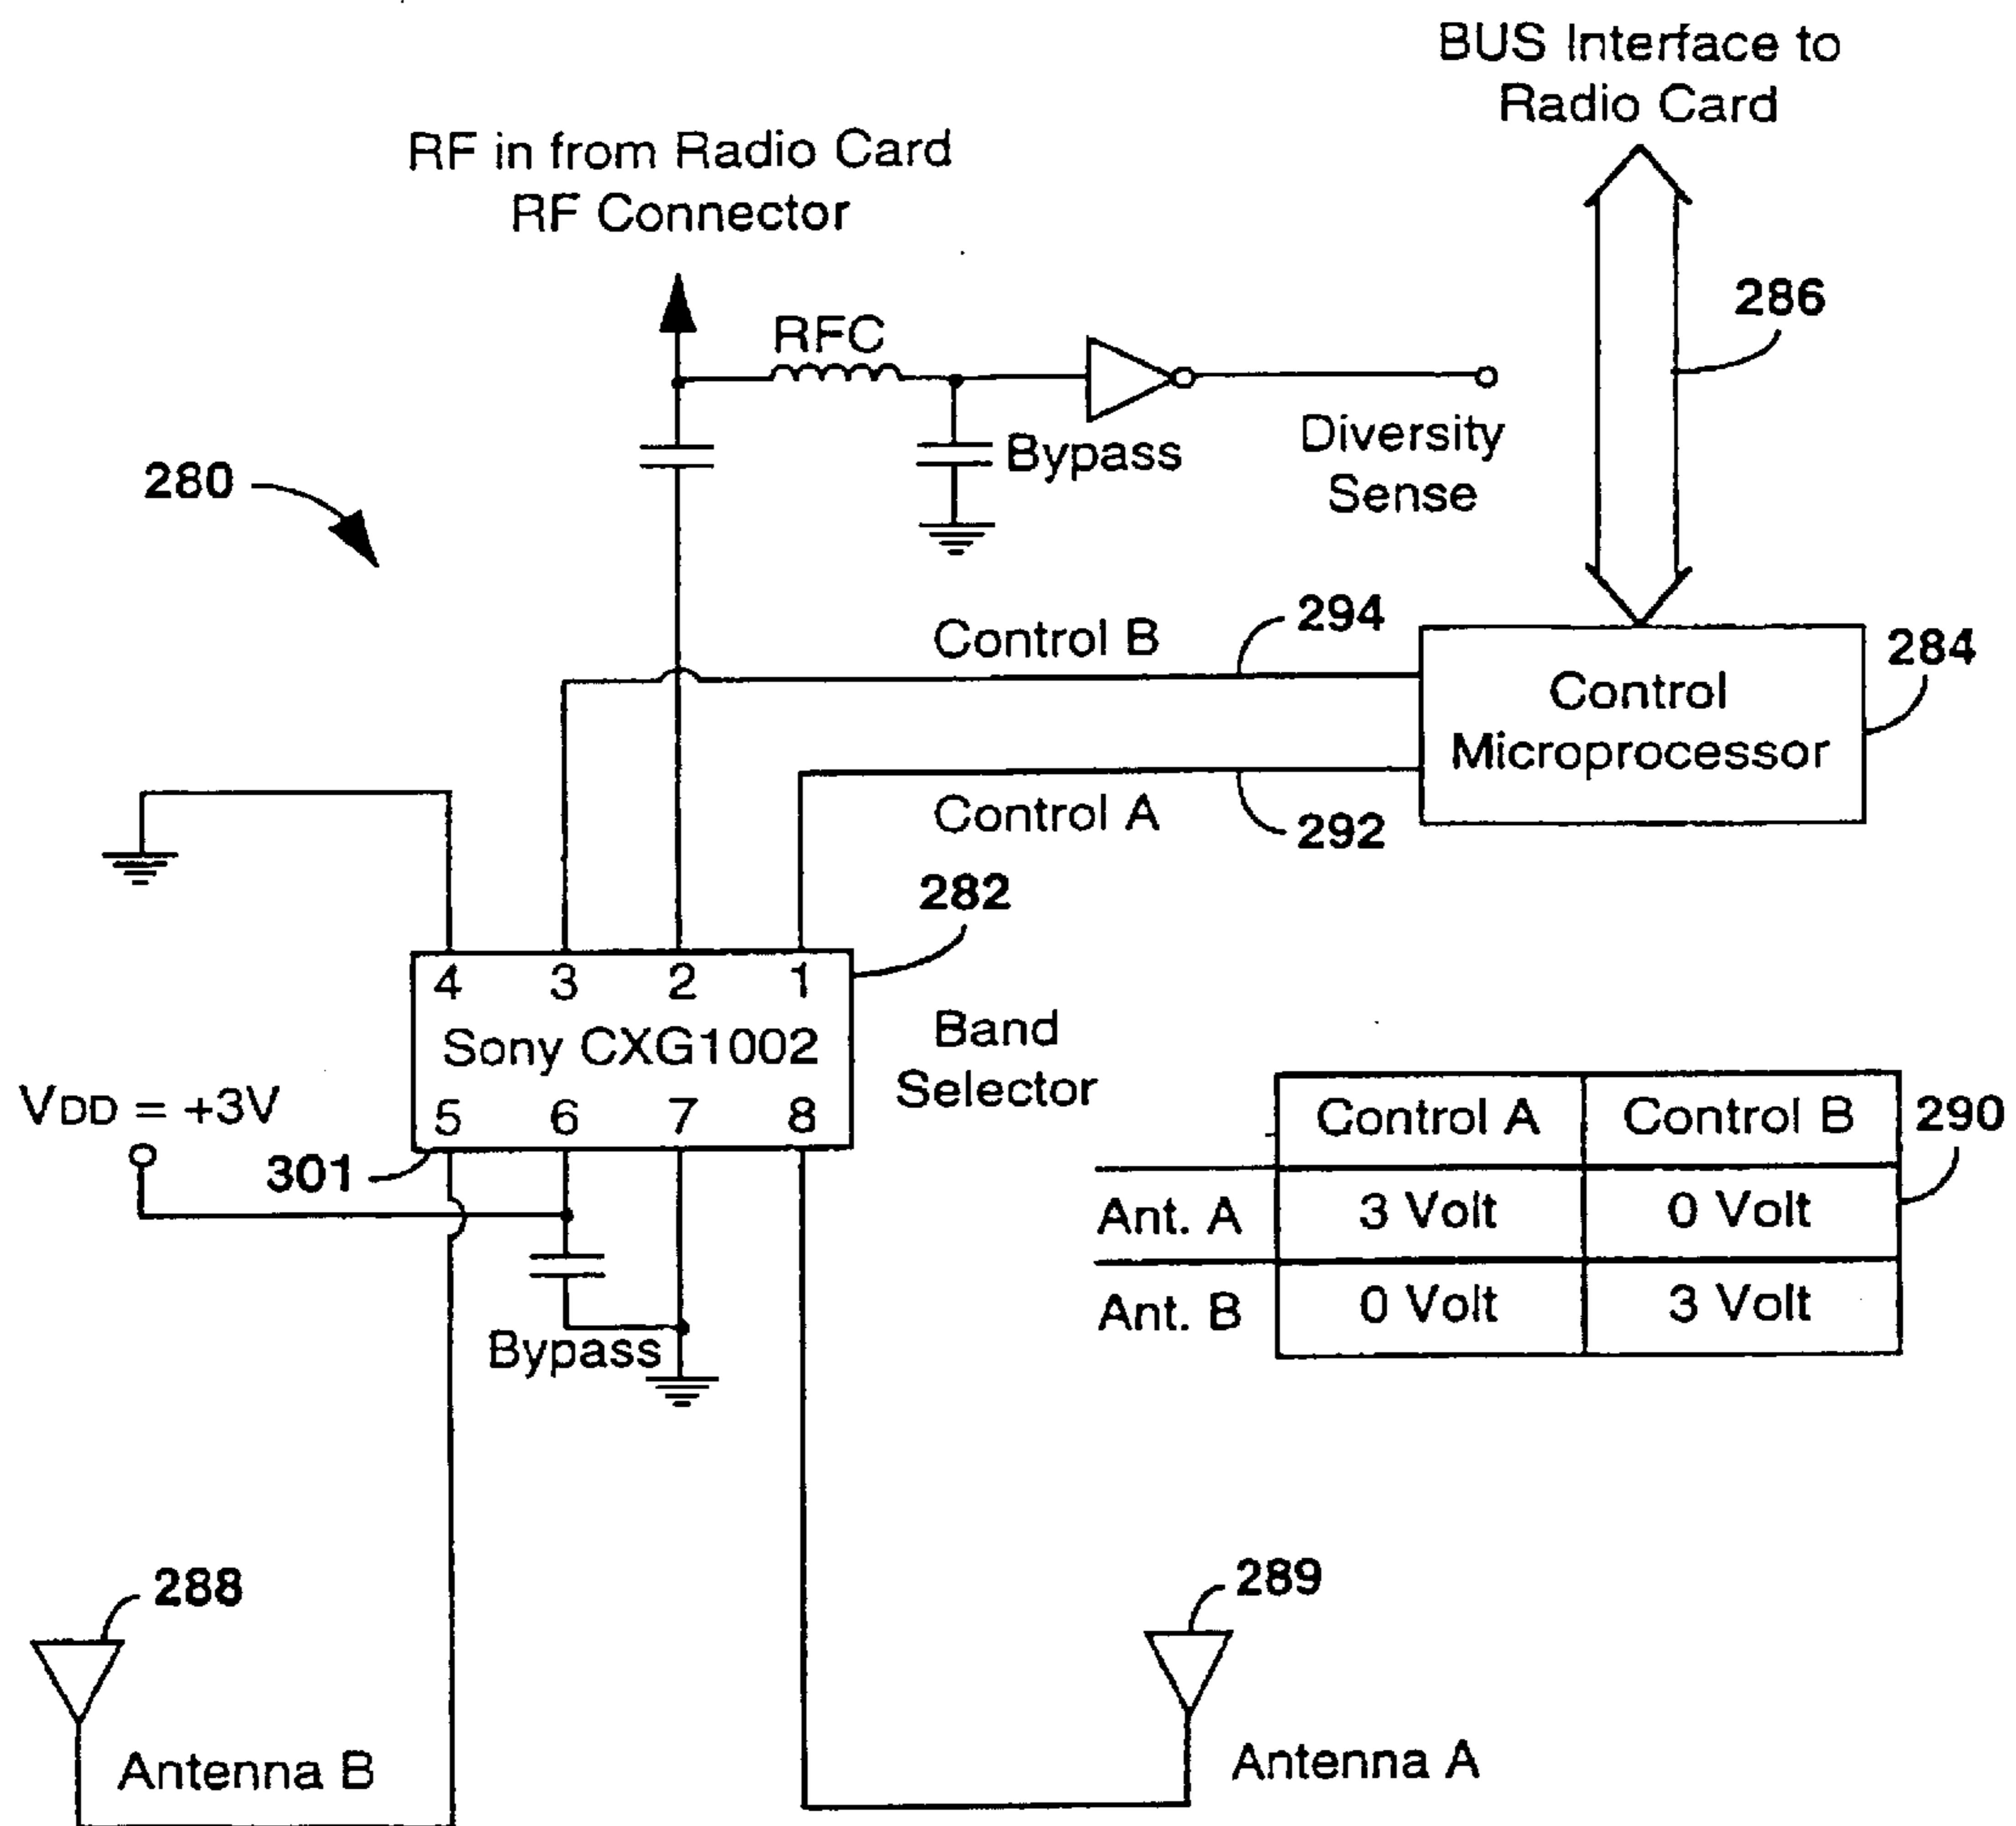 BUS Interface to
Radio Card
RF in from Radio Card
RF Connector
286
RFC
Bypass
Diversity
Sense
280
294
Control B
284
Control
Microprocessor
Control A
292
282
4 3 2 1
Sony CXG1002
5 6 7 8
Band
Selector
VDD = +3V
301
Control A Control B
290
Ant. A 3 Volt 0 Volt
Ant. B 0 Volt 3 Volt
Bypass
288
289
Antenna B
Antenna A